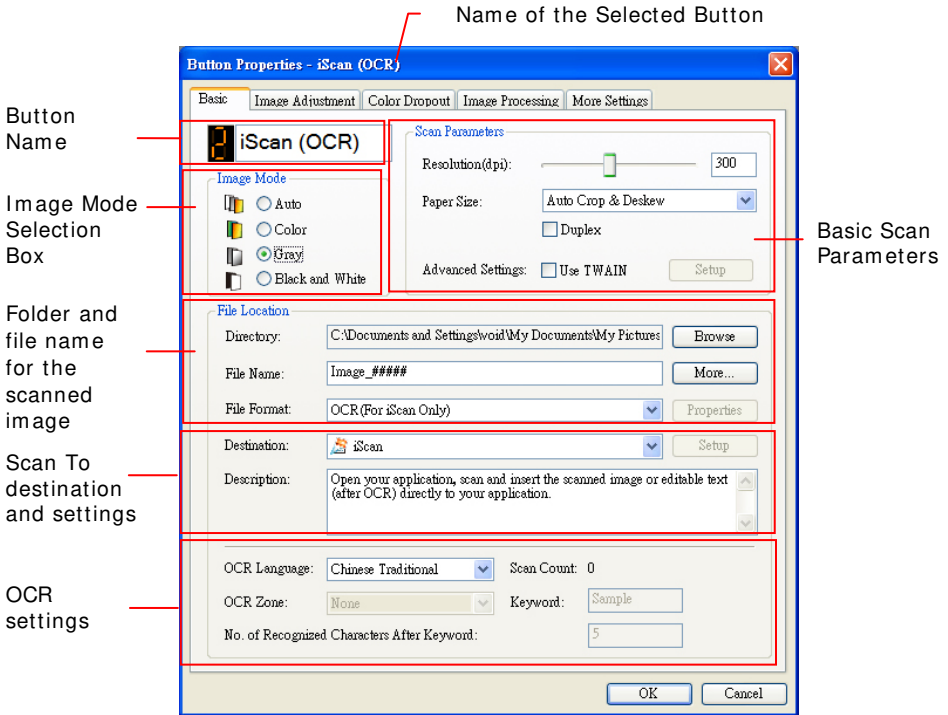 Name of the Selected Button
Button Properties - iScan (OCR)
Basic Image Adjustment Color Dropout Image Processing More Settings
Button
Name
2 iScan (OCR)
Image Mode
Selection
Box
Image Mode
Auto
Color
Gray
Black and White
Scan Parameters
Resolution(dpi): 300
Paper Size: Auto Crop & Deskew
Duplex
Advanced Settings: Use TWAIN Setup
Basic Scan
Parameters
Folder and
file name
for the
scanned
image
File Location
Directory: C:\Documents and Settings\void\My Documents\My Pictures Browse
File Name: Image_##### More...
File Format: OCR(For iScan Only) Properties
Scan To
destination
and settings
Destination: iScan Setup
Description: Open your application, scan and insert the scanned image or editable text
(after OCR) directly to your application.
OCR
settings
OCR Language: Chinese Traditional Scan Count: 0
OCR Zone: None Keyword: Sample
No. of Recognized Characters After Keyword: 5
OK Cancel